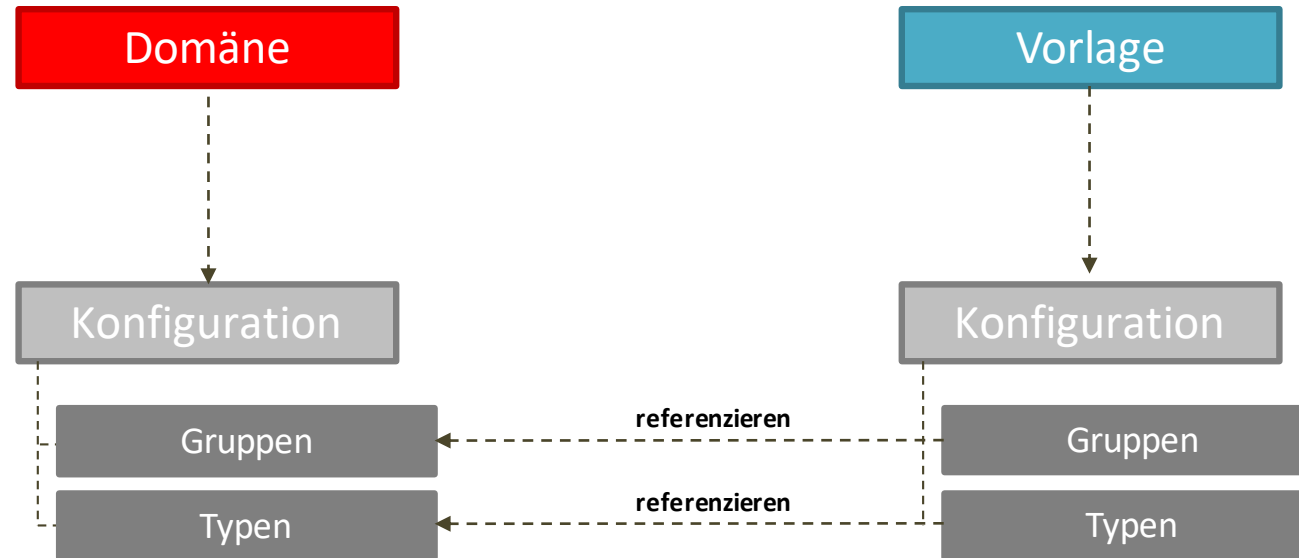 Domäne
Vorlage
Konfiguration
Konfiguration
Gruppen
referenzieren
Gruppen
Typen
referenzieren
Typen